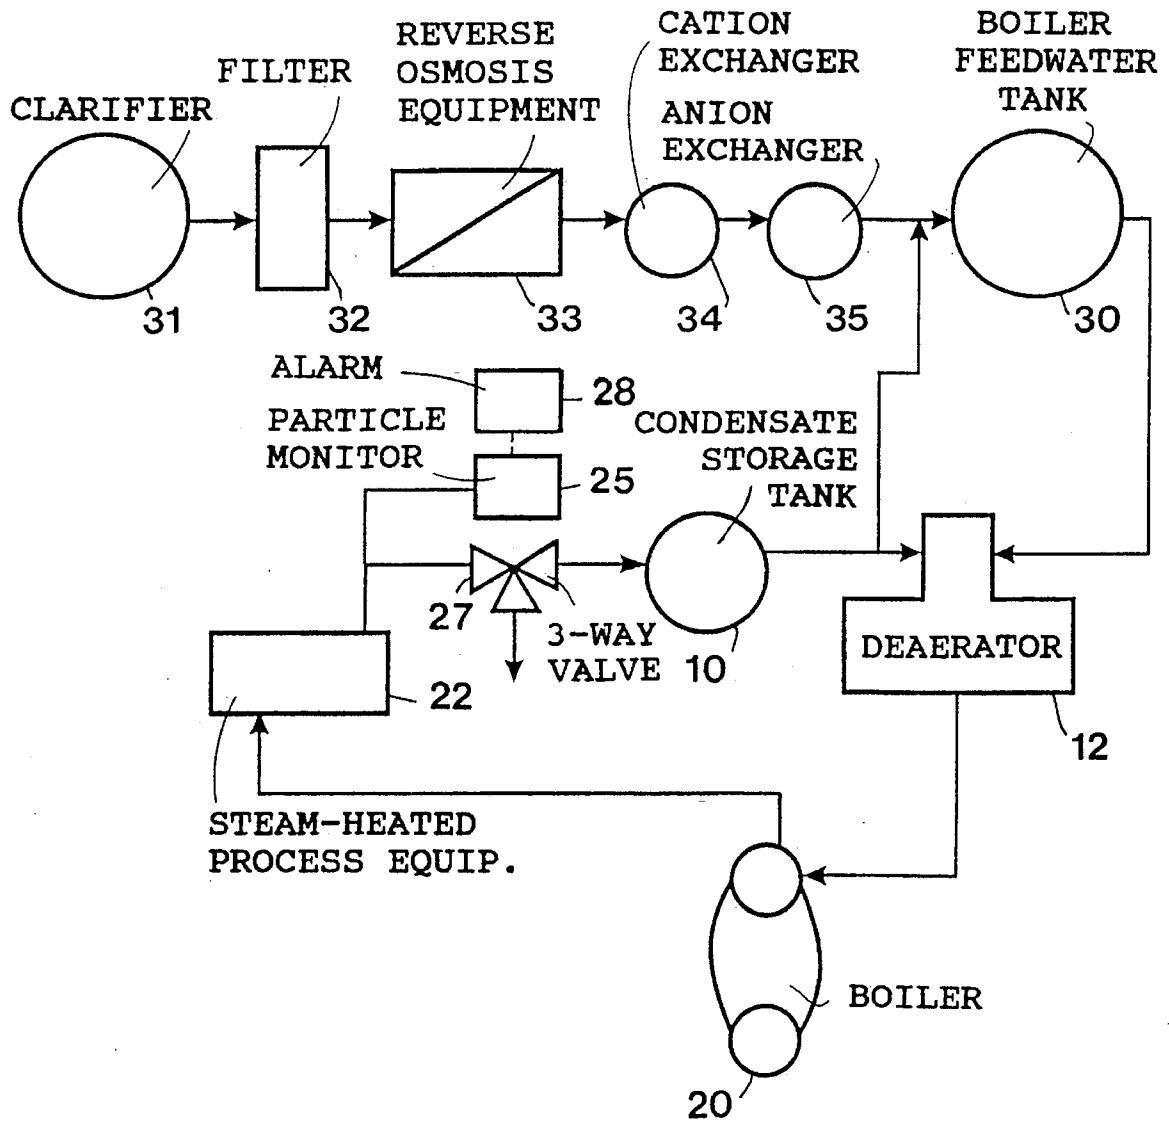 CLARIFIER
FILTER
REVERSE
OSMOSIS
EQUIPMENT
CATION
EXCHANGER
ANION
EXCHANGER
BOILER
FEEDWATER
TANK
31
32
33
34
35
30
ALARM
28
PARTICLE
MONITOR
25
CONDENSATE
STORAGE
TANK
27
3-WAY
VALVE
10
DEAERATOR
12
22
STEAM-HEATED
PROCESS EQUIP.
BOILER
20